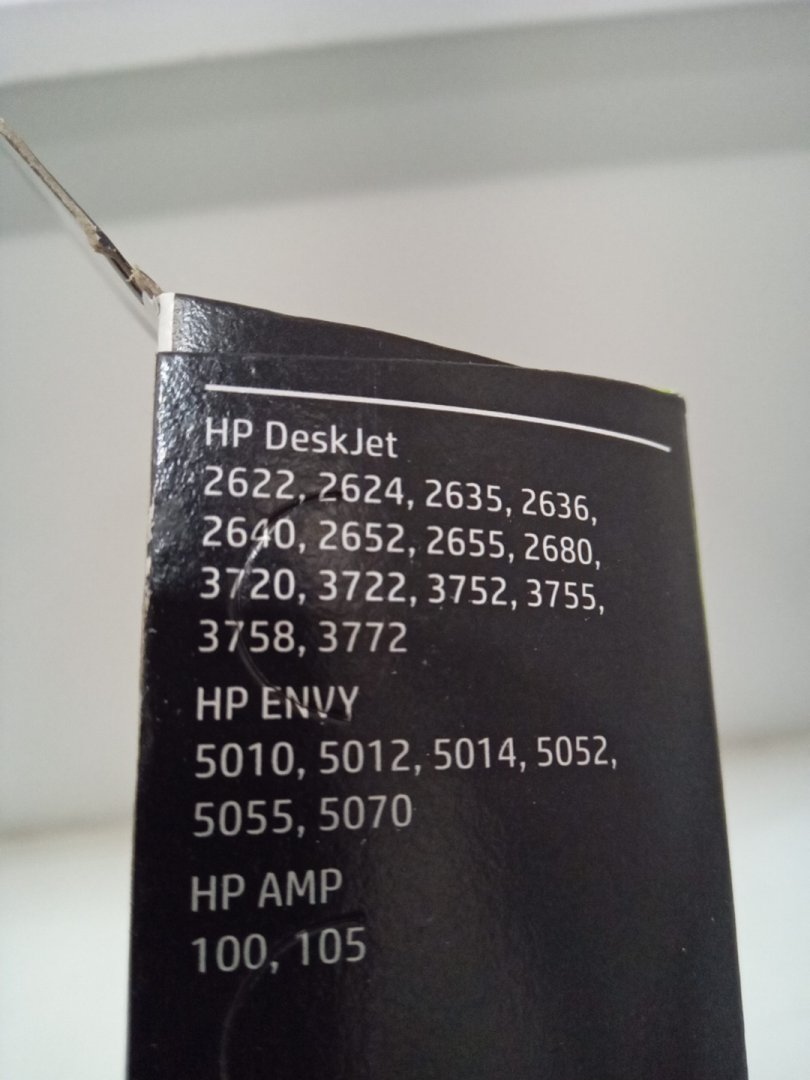 HP DeskJet
2622, 2624, 2635, 2636,
2640, 2652, 2655, 2680,
3720, 3722, 3752, 3755,
3758, 3772
HP ENVY
5010, 5012, 5014, 5052,
5055, 5070
HP AMP
100, 105